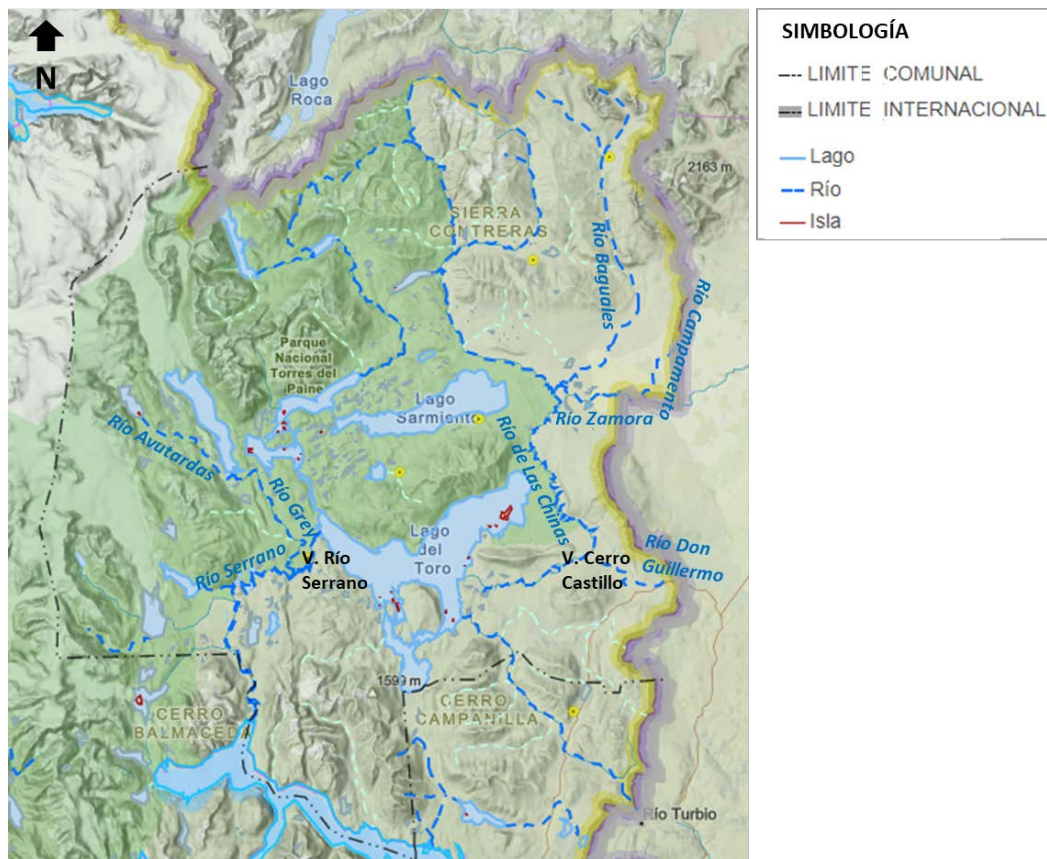 N
Lago
Roca
2163 m
SIERRA
CONTRERAS
Río Baguales
Río Campamento
Parque
Nacional
Torres del
Paine
Lago
Sarmiento
Río Zamora
Río Avutardas
Río de Las Chinas
Río Grey
Lago
del
Toro
Río Serrano
V. Río
Serrano
V. Cerro
Castillo
Río Don
Guillermo
1599 m
CERRO
BALMACEDA
CERRO
CAMPANILLA
Río Turbio
SIMBOLOGÍA
LIMITE COMUNAL
LIMITE INTERNACIONAL
Lago
Río
Isla